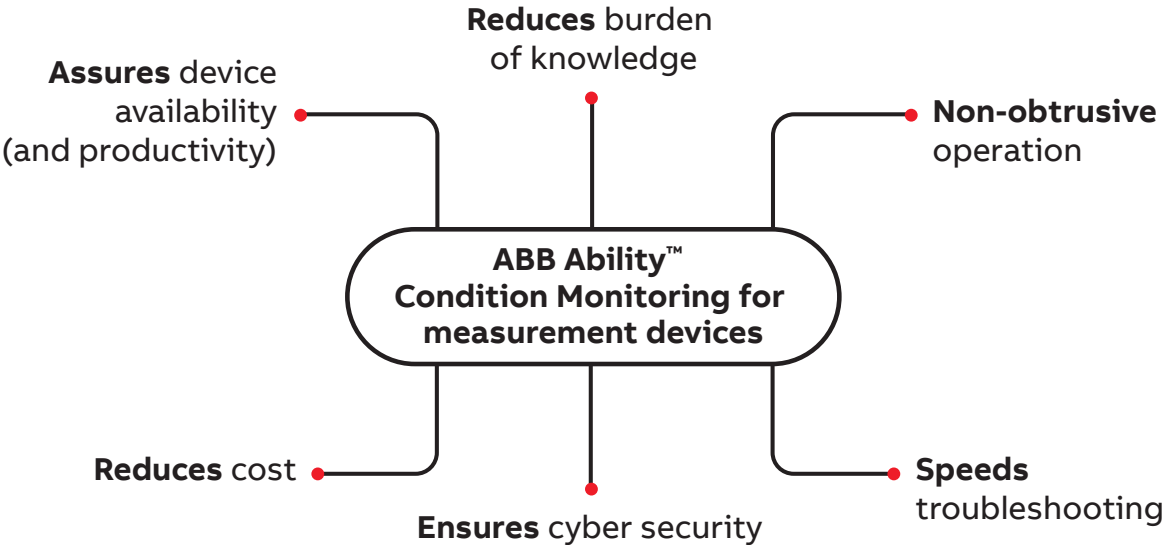 Reduces burden
of knowledge
Assures device
availability
(and productivity)
Non-obtrusive
operation
ABB Ability™
Condition Monitoring for
measurement devices
Reduces cost
Ensures cyber security
Speeds
troubleshooting